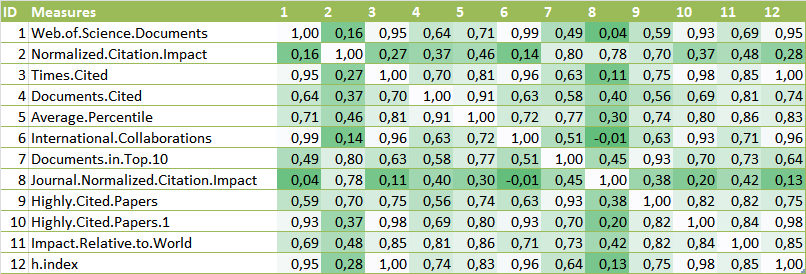 ID Measures 1 2 3 4 5 6 7 8 9 10 11 12
1 Web.of.Science.Documents 1,00 0,16 0,95 0,64 0,71 0,99 0,49 0,04 0,59 0,93 0,69 0,95
2 Normalized.Citation.Impact 0,16 1,00 0,27 0,37 0,46 0,14 0,80 0,78 0,70 0,37 0,48 0,28
3 Times.Cited 0,95 0,27 1,00 0,70 0,81 0,96 0,63 0,11 0,75 0,98 0,85 1,00
4 Documents.Cited 0,64 0,37 0,70 1,00 0,91 0,63 0,58 0,40 0,56 0,69 0,81 0,74
5 Average.Percentile 0,71 0,46 0,81 0,91 1,00 0,72 0,77 0,30 0,74 0,80 0,86 0,83
6 International.Collaborations 0,99 0,14 0,96 0,63 0,72 1,00 0,51 -0,01 0,63 0,93 0,71 0,96
7 Documents.in.Top.10 0,49 0,80 0,63 0,58 0,77 0,51 1,00 0,45 0,93 0,70 0,73 0,64
8 Journal.Normalized.Citation.Impact 0,04 0,78 0,11 0,40 0,30 -0,01 0,45 1,00 0,38 0,20 0,42 0,13
9 Highly.Cited.Papers 0,59 0,70 0,75 0,56 0,74 0,63 0,93 0,38 1,00 0,82 0,82 0,75
10 Highly.Cited.Papers.1 0,93 0,37 0,98 0,69 0,80 0,93 0,70 0,20 0,82 1,00 0,84 0,98
11 Impact.Relative.to.World 0,69 0,48 0,85 0,81 0,86 0,71 0,73 0,42 0,82 0,84 1,00 0,85
12 h.index 0,95 0,28 1,00 0,74 0,83 0,96 0,64 0,13 0,75 0,98 0,85 1,00